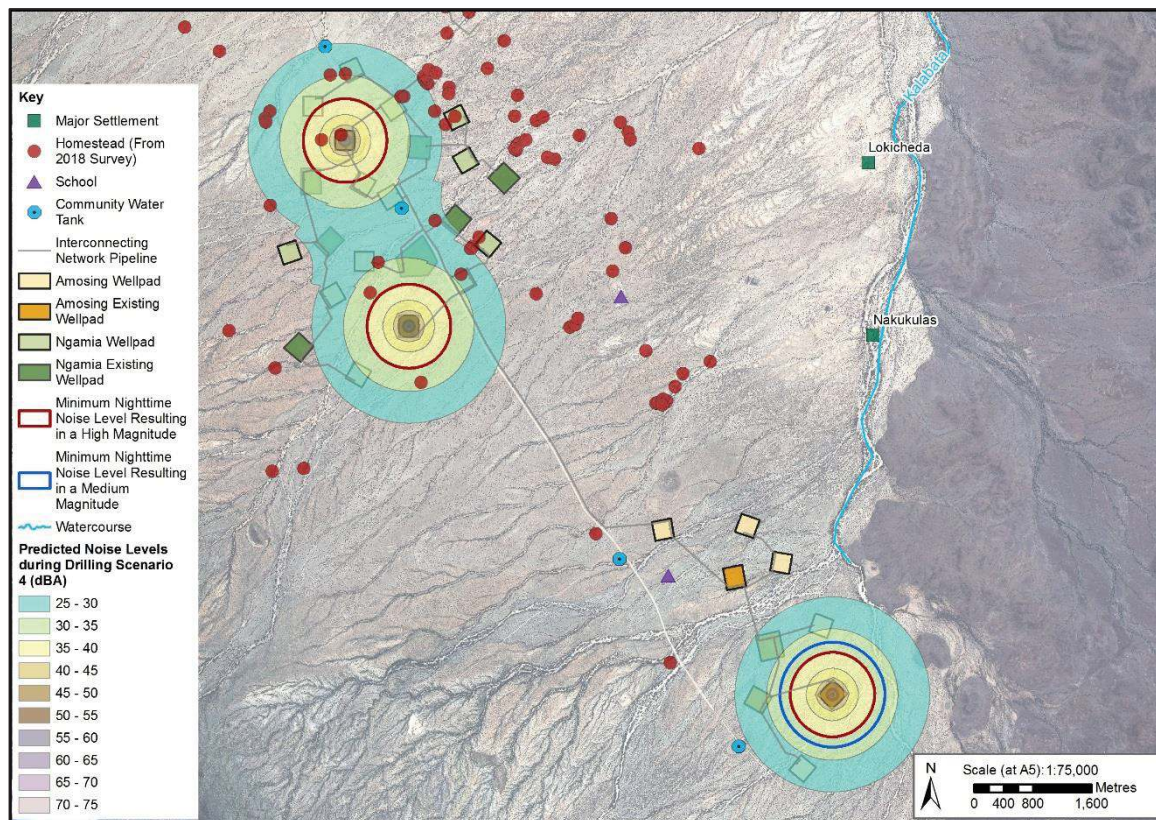 Key
Major Settlement
Homestead (From
2018 Survey)
School
Community Water
Tank
Interconnecting
Network Pipeline
Amosing Wellpad
Amosing Existing
Wellpad
Ngamia Wellpad
Ngamia Existing
Wellpad
Minimum Nighttime
Noise Level Resulting
in a High Magnitude
Minimum Nighttime
Noise Level Resulting
in a Medium
Magnitude
Watercourse
Predicted Noise Levels
during Drilling Scenario
4 (dBA)
25 - 30
30 - 35
35 - 40
40 - 45
45 - 50
50 - 55
55 - 60
60 - 65
65 - 70
70 - 75
Kalabata
Lokicheda
Nakukulas
N
Scale (at A5):1:75,000
Metres
0 400 800 1,600